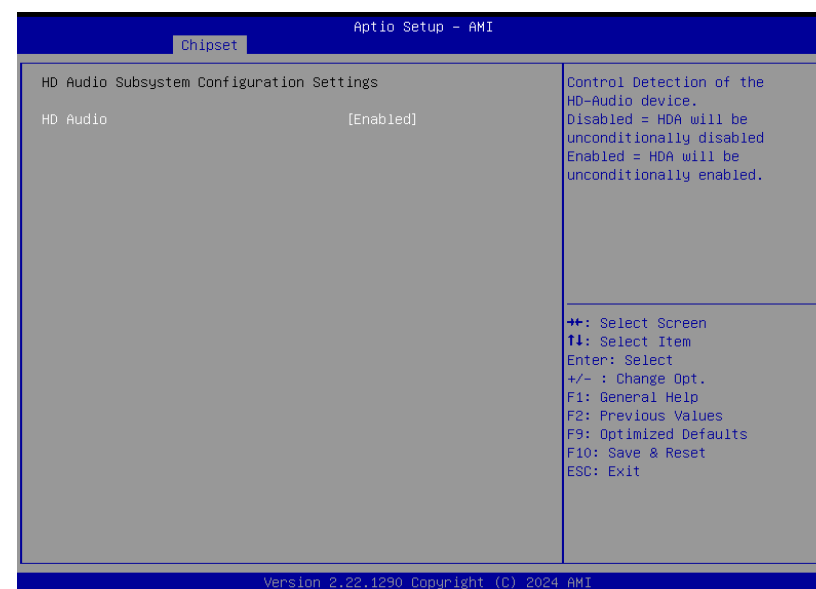 Aptio Setup – AMI
Chipset
HD Audio Subsystem Configuration Settings
HD Audio [Enabled]
Control Detection of the
HD-Audio device.
Disabled = HDA will be
unconditionally disabled
Enabled = HDA will be
unconditionally enabled.
→←: Select Screen
↑↓: Select Item
Enter: Select
+/- : Change Opt.
F1: General Help
F2: Previous Values
F9: Optimized Defaults
F10: Save & Reset
ESC: Exit
Version 2.22.1290 Copyright (C) 2024 AMI